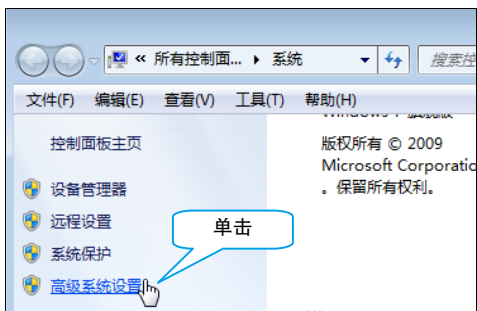 « 所有控制面... ▸ 系统
搜索控
文件(F) 编辑(E) 查看(V) 工具(T) 帮助(H)
控制面板主页
版权所有 © 2009
Microsoft Corporatio
。保留所有权利。
设备管理器
远程设置
单击
系统保护
高级系统设置